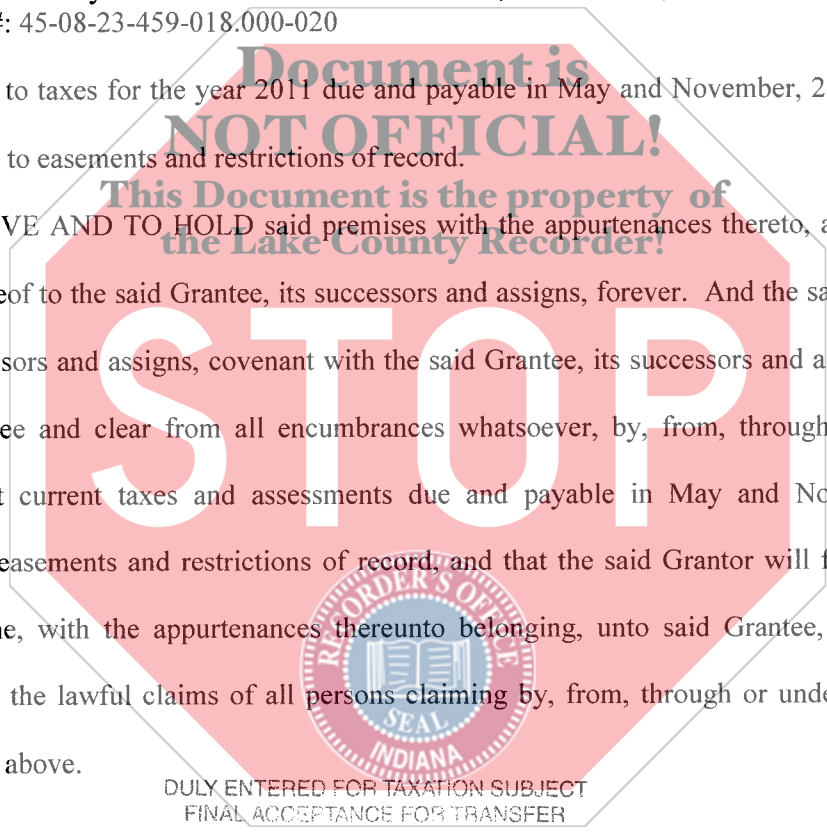 #: 45-08-23-459-018.000-020
Document is
to taxes for the year 2011 due and payable in May and November, 2
NOT OFFICIAL!
to easements and restrictions of record.
This Document is the property of
VE AND TO HOLD said premises with the appurtenances thereto, a
the Lake County Recorder!
eof to the said Grantee, its successors and assigns, forever. And the sa
sors and assigns, covenant with the said Grantee, its successors and a
STOP
ee and clear from all encumbrances whatsoever, by, from, through
t current taxes and assessments due and payable in May and No
easements and restrictions of record, and that the said Grantor will f
RECORDER'S OFFICE
ne, with the appurtenances thereunto belonging, unto said Grantee,
the lawful claims of all persons claiming by, from, through or unde
SEAL
INDIANA
above.
DULY ENTERED FOR TAXATION SUBJECT
FINAL ACCEPTANCE FOR TRANSFER